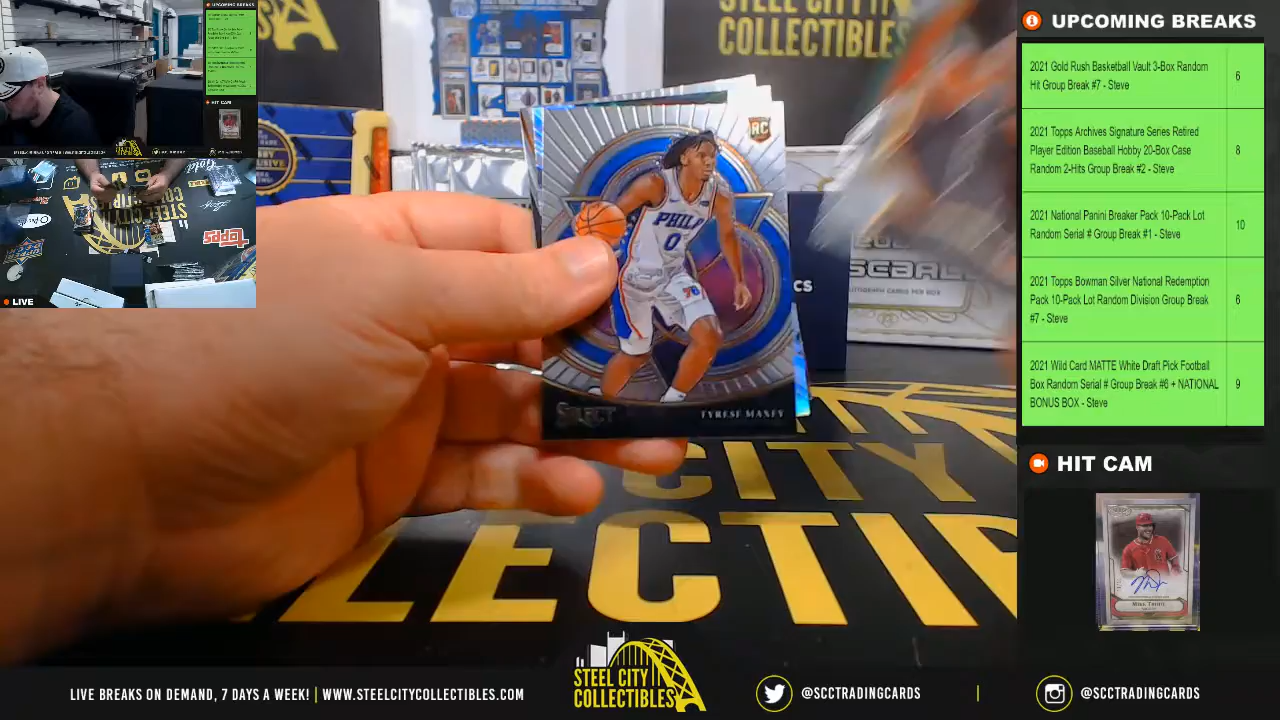 STEEL CITY
COLLECTIBLES
UPCOMING BREAKS
2021 Gold Rush Basketball Vault 3-Box Random
Hit Group Break #7 - Steve
6
2021 Topps Archives Signature Series Retired
Player Edition Baseball Hobby 20-Box Case
Random 2-Hits Group Break #2 - Steve
8
2021 National Panini Breaker Pack 10-Pack Lot
Random Serial # Group Break #1 - Steve
10
2021 Topps Bowman Silver National Redemption
Pack 10-Pack Lot Random Division Group Break
#7 - Steve
6
2021 Wild Card MATTE White Draft Pick Football
Box Random Serial # Group Break #6 + NATIONAL
BONUS BOX - Steve
9
HIT CAM
MIKE TROUT
LIVE
RC
PHILA
0
SELECT
TYRESE MAXEY
CITY
LLECTIB
STEEL CITY
COLLECTIBLES
LIVE BREAKS ON DEMAND, 7 DAYS A WEEK! | WWW.STEELCITYCOLLECTIBLES.COM
@SCCTRADINGCARDS
@SCCTRADINGCARDS